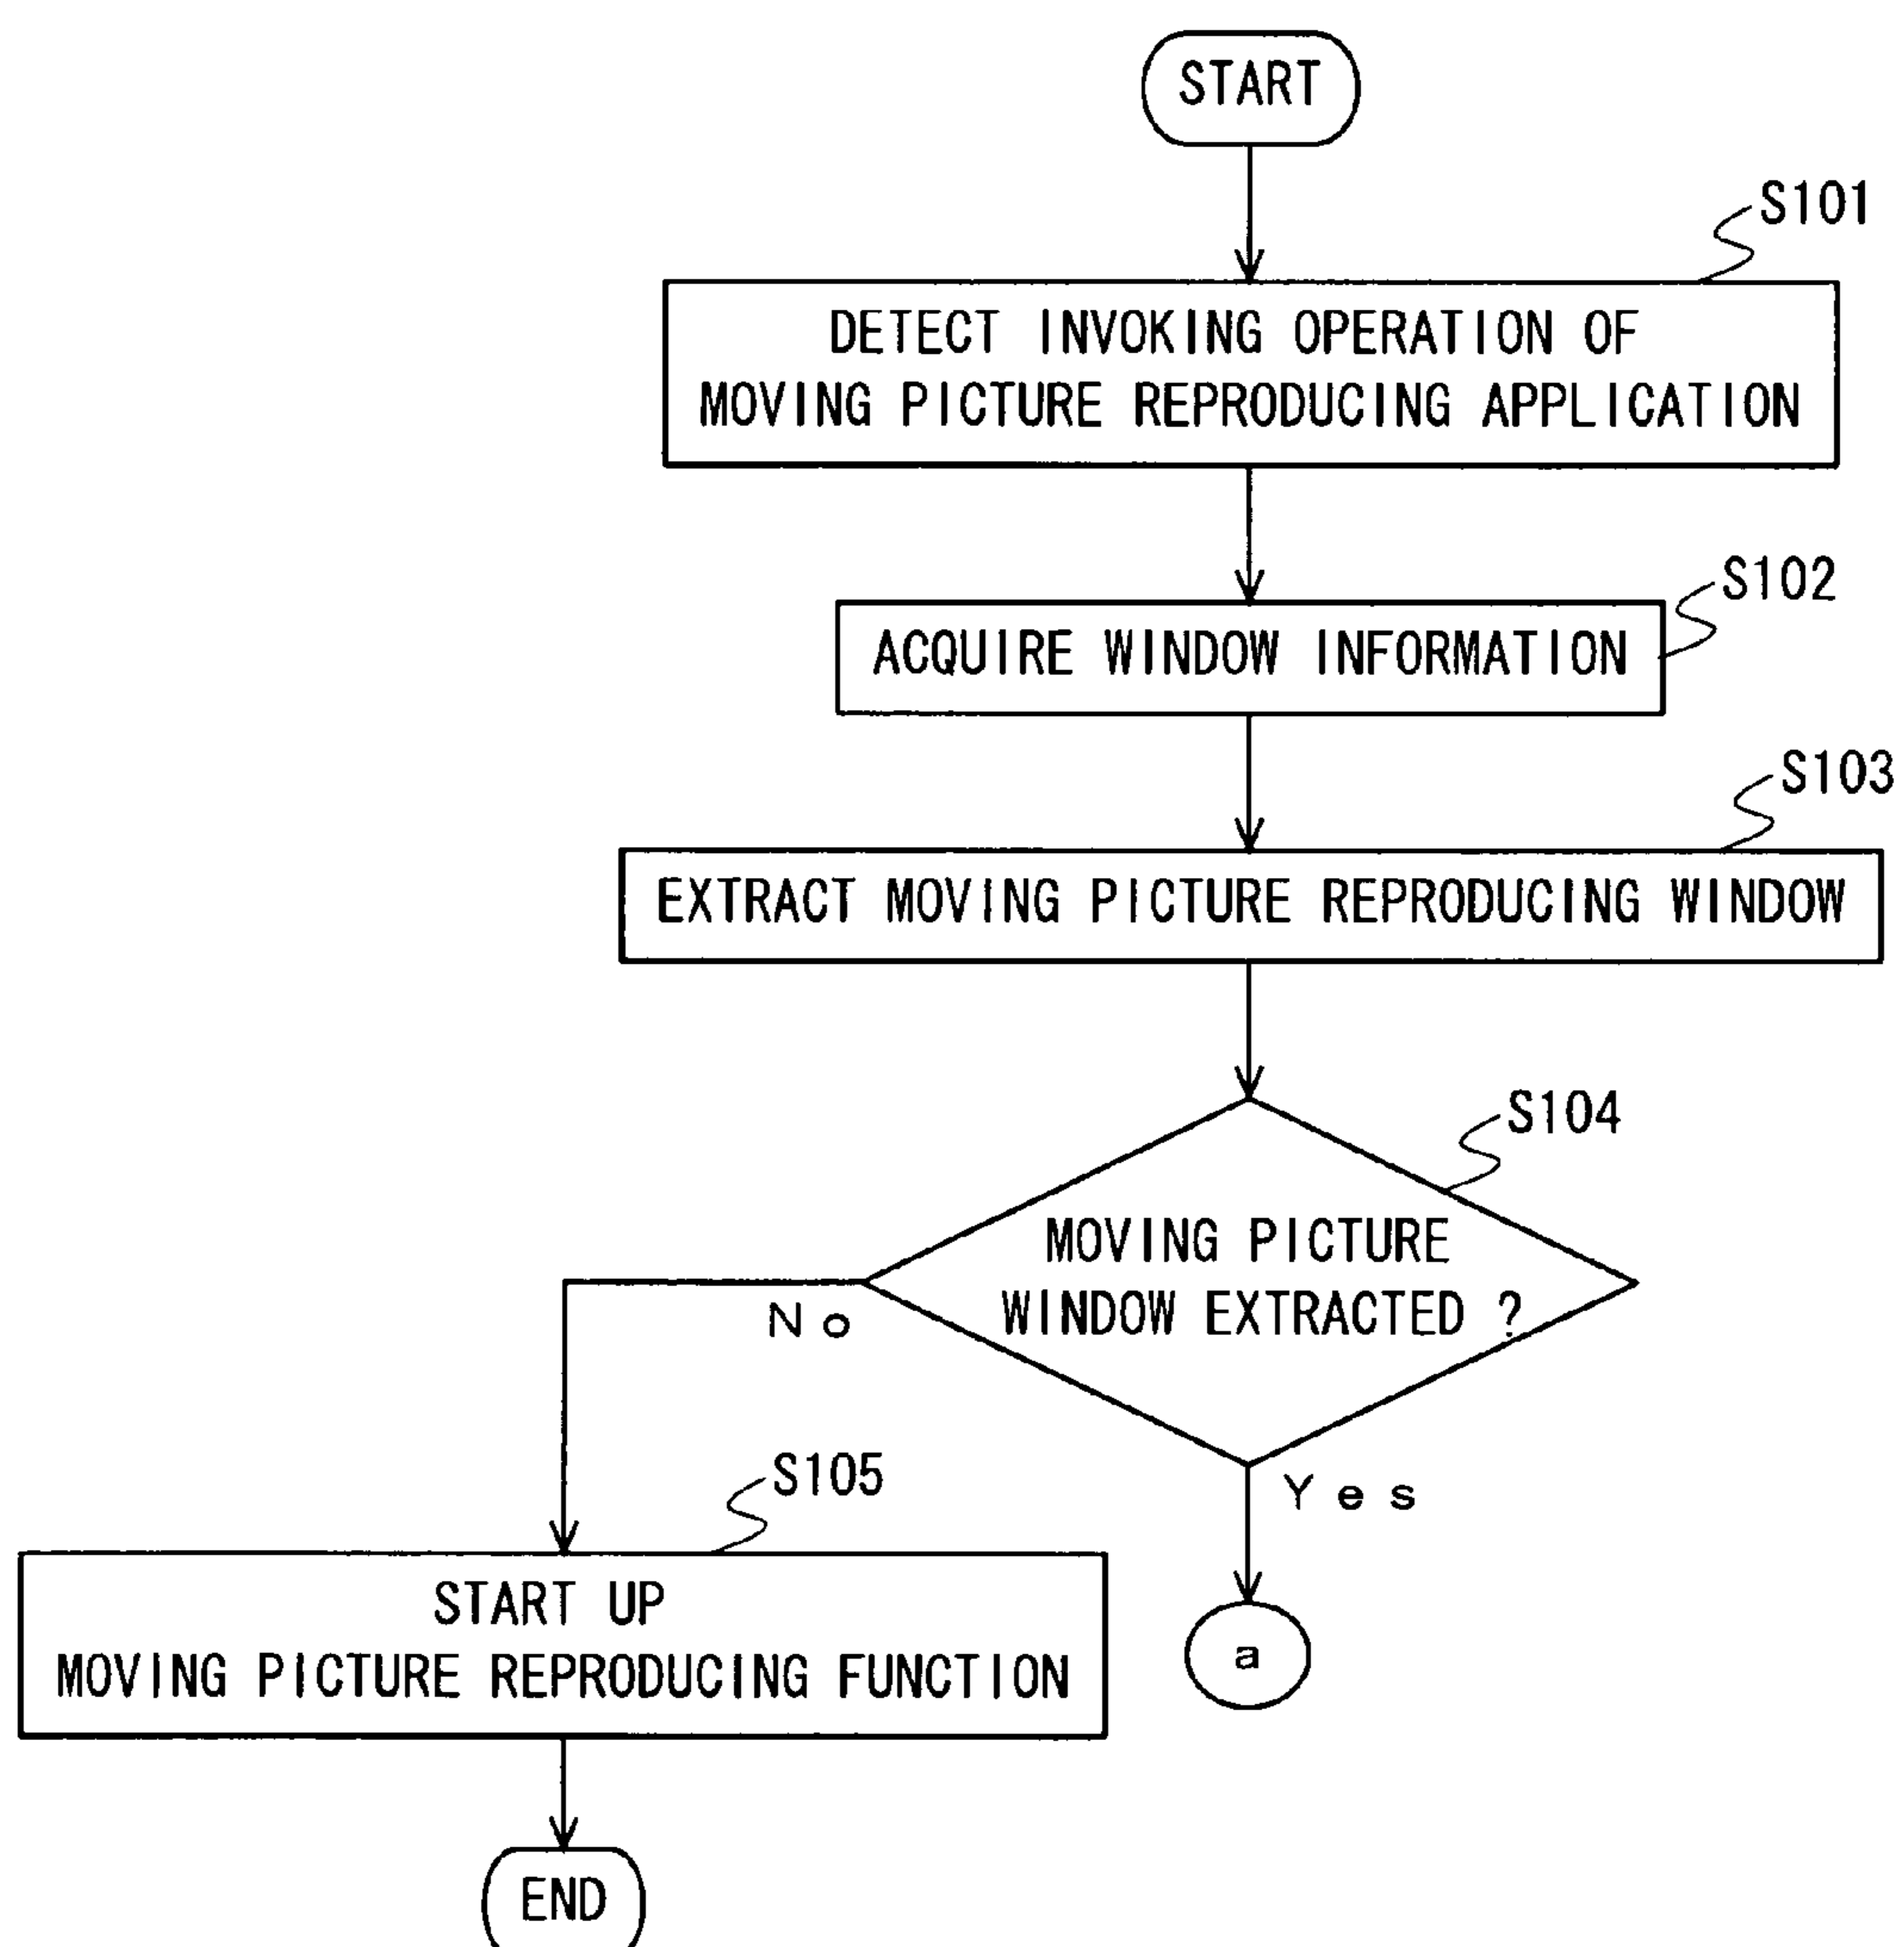 START
S101
DETECT INVOKING OPERATION OF
MOVING PICTURE REPRODUCING APPLICATION
S102
ACQUIRE WINDOW INFORMATION
S103
EXTRACT MOVING PICTURE REPRODUCING WINDOW
S104
MOVING PICTURE
WINDOW EXTRACTED ?
No
Yes
S105
START UP
MOVING PICTURE REPRODUCING FUNCTION
a
END